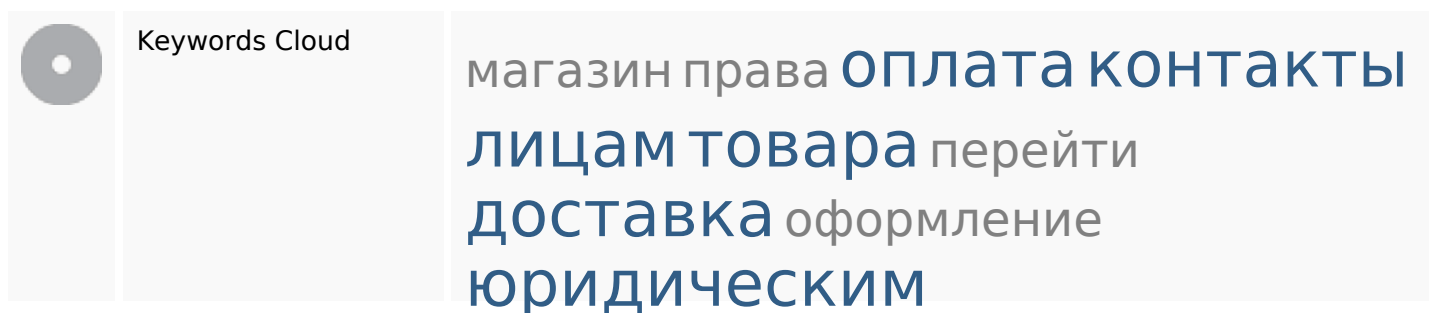 Keywords Cloud
магазин права оплата контакты
лицам товара перейти
доставка оформление
юридическим